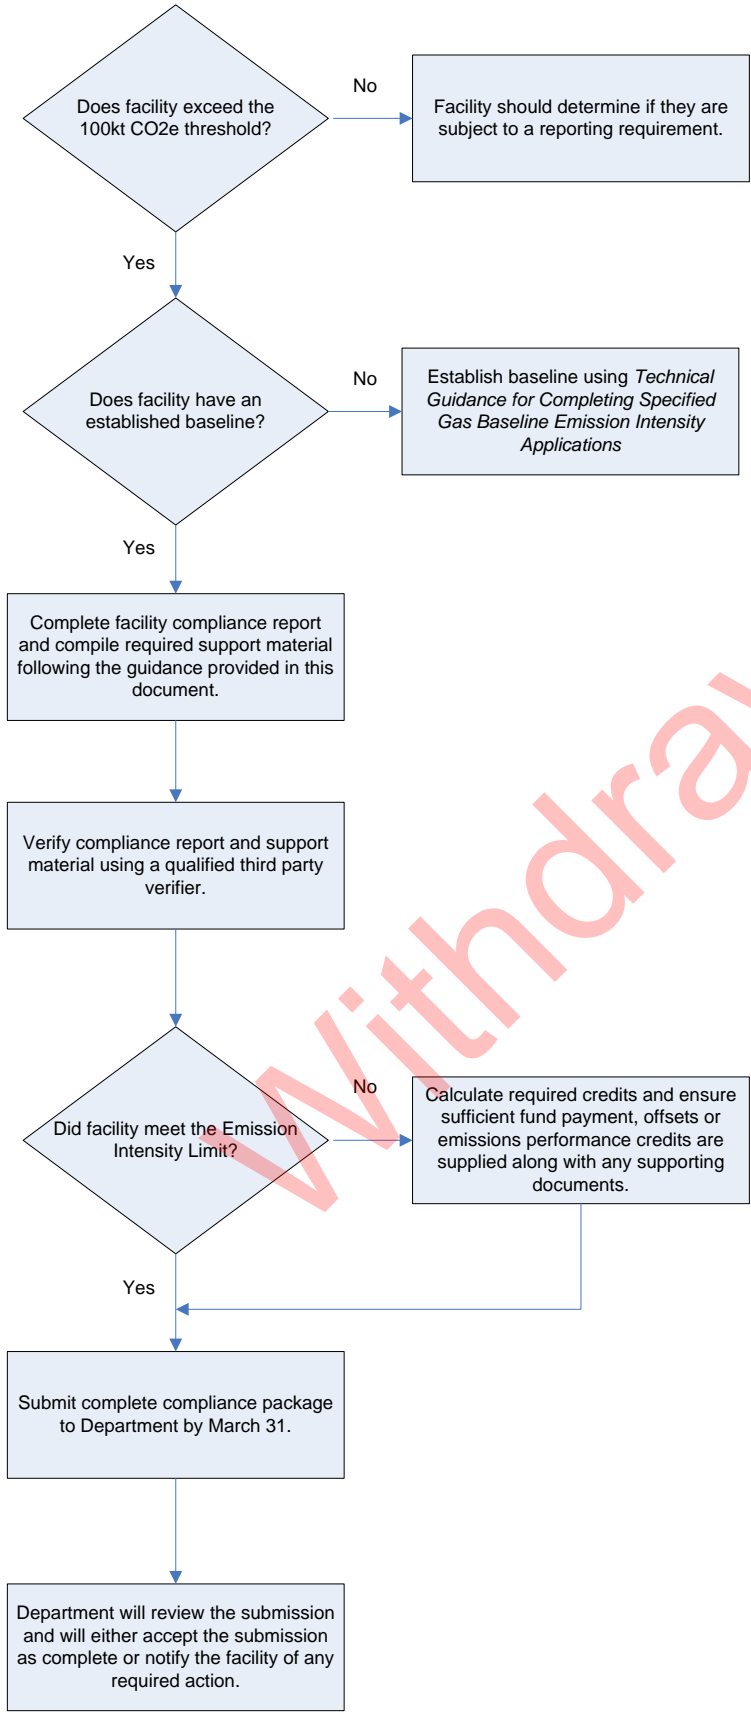 Does facility exceed the
100kt CO2e threshold?
No
Facility should determine if they are
subject to a reporting requirement.
Yes
Does facility have an
established baseline?
No
Establish baseline using Technical
Guidance for Completing Specified
Gas Baseline Emission Intensity
Applications
Yes
Complete facility compliance report
and compile required support material
following the guidance provided in this
document.
Verify compliance report and support
material using a qualified third party
verifier.
Did facility meet the Emission
Intensity Limit?
No
Calculate required credits and ensure
sufficient fund payment, offsets or
emissions performance credits are
supplied along with any supporting
documents.
Yes
Submit complete compliance package
to Department by March 31.
Department will review the submission
and will either accept the submission
as complete or notify the facility of any
required action.
Withdra